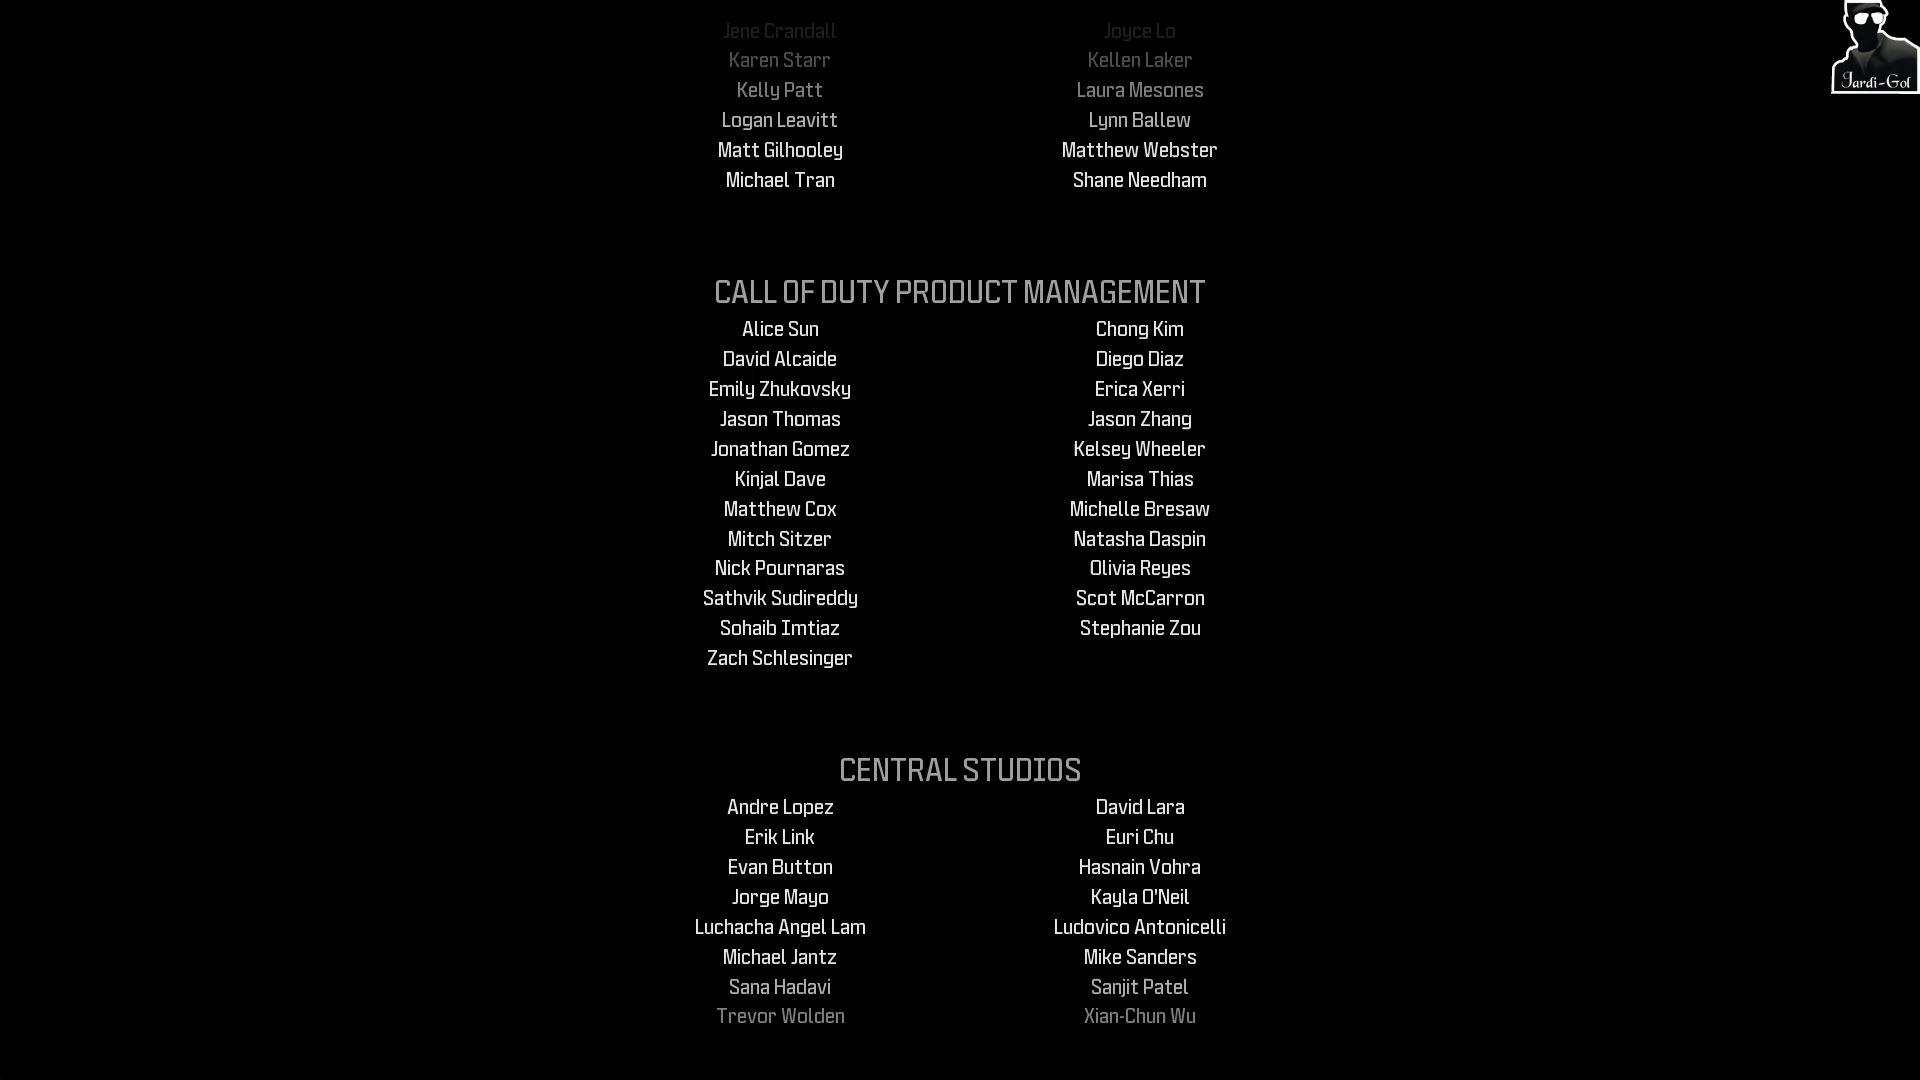 Jene Crandall Joyce Lo
Karen Starr Kellen Laker
Kelly Patt Laura Mesones
Logan Leavitt Lynn Ballew
Matt Gilhooley Matthew Webster
Michael Tran Shane Needham
CALL OF DUTY PRODUCT MANAGEMENT
Alice Sun Chong Kim
David Alcaide Diego Diaz
Emily Zhukovsky Erica Xerri
Jason Thomas Jason Zhang
Jonathan Gomez Kelsey Wheeler
Kinjal Dave Marisa Thias
Matthew Cox Michelle Bresaw
Mitch Sitzer Natasha Daspin
Nick Pournaras Olivia Reyes
Sathvik Sudireddy Scot McCarron
Sohaib Imtiaz Stephanie Zou
Zach Schlesinger
CENTRAL STUDIOS
Andre Lopez David Lara
Erik Link Euri Chu
Evan Button Hasnain Vohra
Jorge Mayo Kayla O'Neil
Luchacha Angel Lam Ludovico Antonicelli
Michael Jantz Mike Sanders
Sana Hadavi Sanjit Patel
Trevor Wolden Xian-Chun Wu
Jardi-Gol